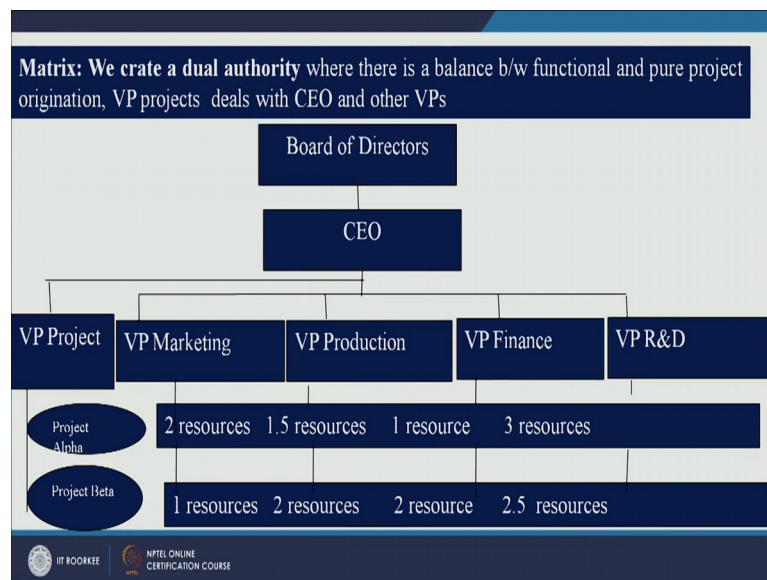 Matrix: We crate a dual authority where there is a balance b/w functional and pure project
origination, VP projects deals with CEO and other VPs
Board of Directors
CEO
VP Project
VP Marketing
VP Production
VP Finance
VP R&D
Project
Alpha
2 resources 1.5 resources 1 resource 3 resources
Project Beta
1 resources 2 resources 2 resource 2.5 resources
IIT ROORKEE
NPTEL ONLINE
CERTIFICATION COURSE